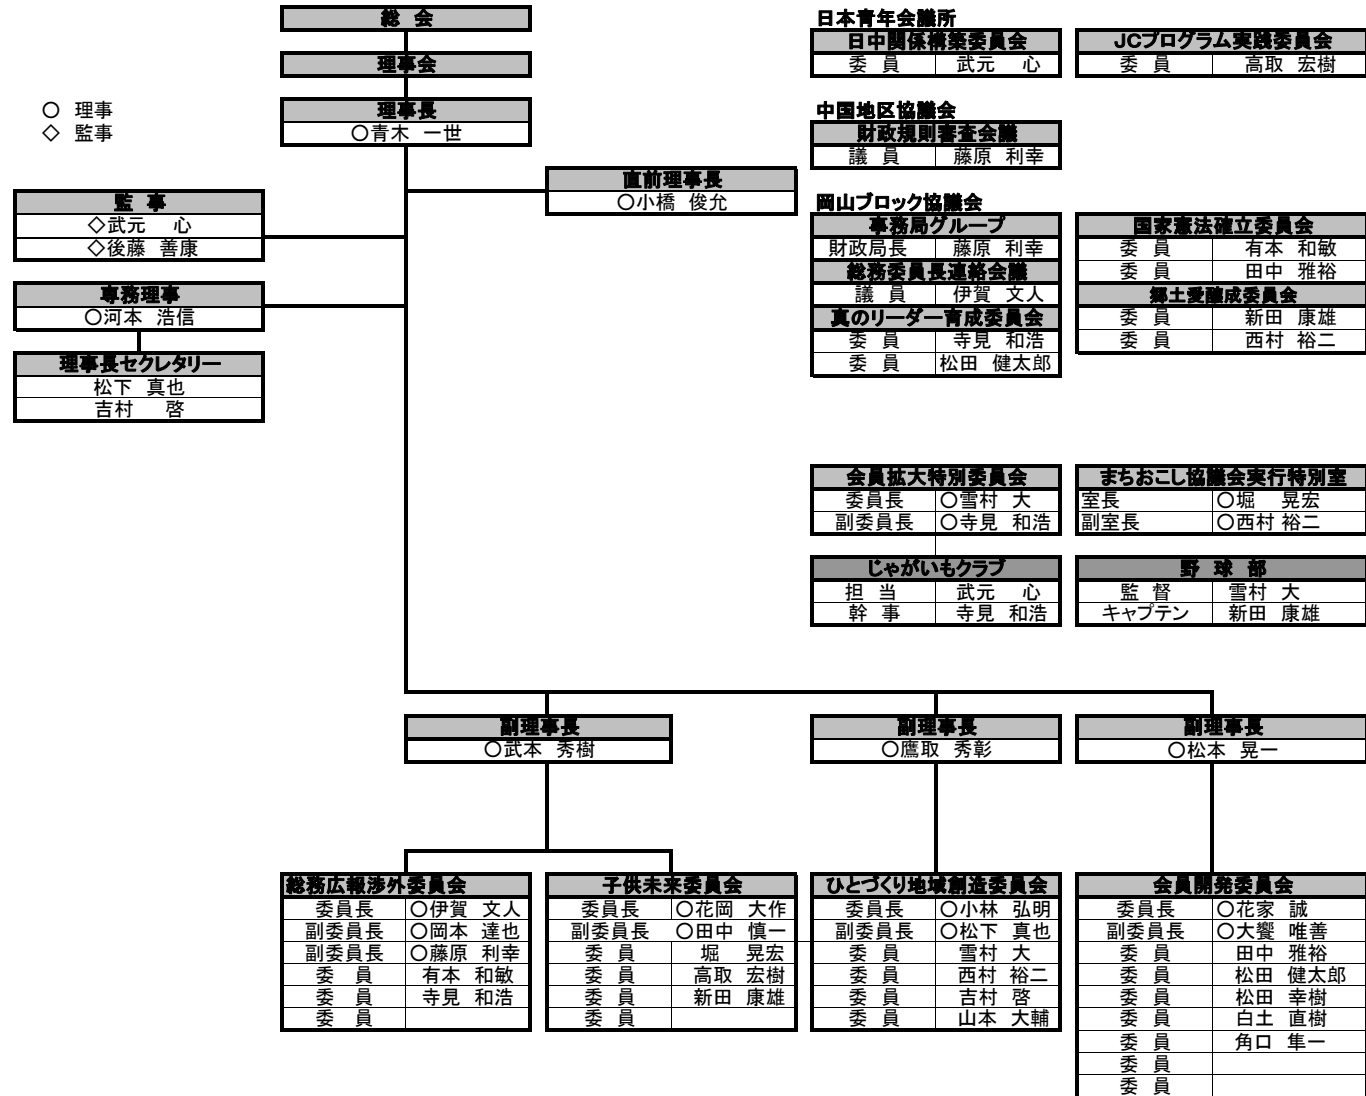 総 会
理事会
○ 理事
◇ 監事
理事長
○青木 一世
直前理事長
○小橋 俊允
監 事
◇武元 心
◇後藤 善康
専務理事
○河本 浩信
理事長セクレタリー
松下 真也
吉村 啓
日本青年会議所
日中関係構築委員会
委 員 武元 心
JCプログラム実践委員会
委 員 高取 宏樹
中国地区協議会
財政規則審査会議
議 員 藤原 利幸
岡山ブロック協議会
事務局グループ
財政局長 藤原 利幸
総務委員長連絡会議
議 員 伊賀 文人
真のリーダー育成委員会
委 員 寺見 和浩
委 員 松田 健太郎
国家憲法確立委員会
委 員 有本 和敏
委 員 田中 雅裕
郷土愛醸成委員会
委 員 新田 康雄
委 員 西村 裕二
会員拡大特別委員会
委員長 ○雪村 大
副委員長 ○寺見 和浩
まちおこし協議会実行特別室
室長 ○堀 晃宏
副室長 ○西村 裕二
じゃがいもクラブ
担 当 武元 心
幹 事 寺見 和浩
野 球 部
監 督 雪村 大
キャプテン 新田 康雄
副理事長
○武本 秀樹
副理事長
○鷹取 秀彰
副理事長
○松本 晃一
総務広報渉外委員会
委員長 ○伊賀 文人
副委員長 ○岡本 達也
副委員長 ○藤原 利幸
委 員 有本 和敏
委 員 寺見 和浩
委 員
子供未来委員会
委員長 ○花岡 大作
副委員長 ○田中 慎一
委 員 堀 晃宏
委 員 高取 宏樹
委 員 新田 康雄
委 員
ひとづくり地域創造委員会
委員長 ○小林 弘明
副委員長 ○松下 真也
委 員 雪村 大
委 員 西村 裕二
委 員 吉村 啓
委 員 山本 大輔
会員開発委員会
委員長 ○花家 誠
副委員長 ○大饗 唯善
委 員 田中 雅裕
委 員 松田 健太郎
委 員 松田 幸樹
委 員 白土 直樹
委 員 角口 隼一
委 員
委 員